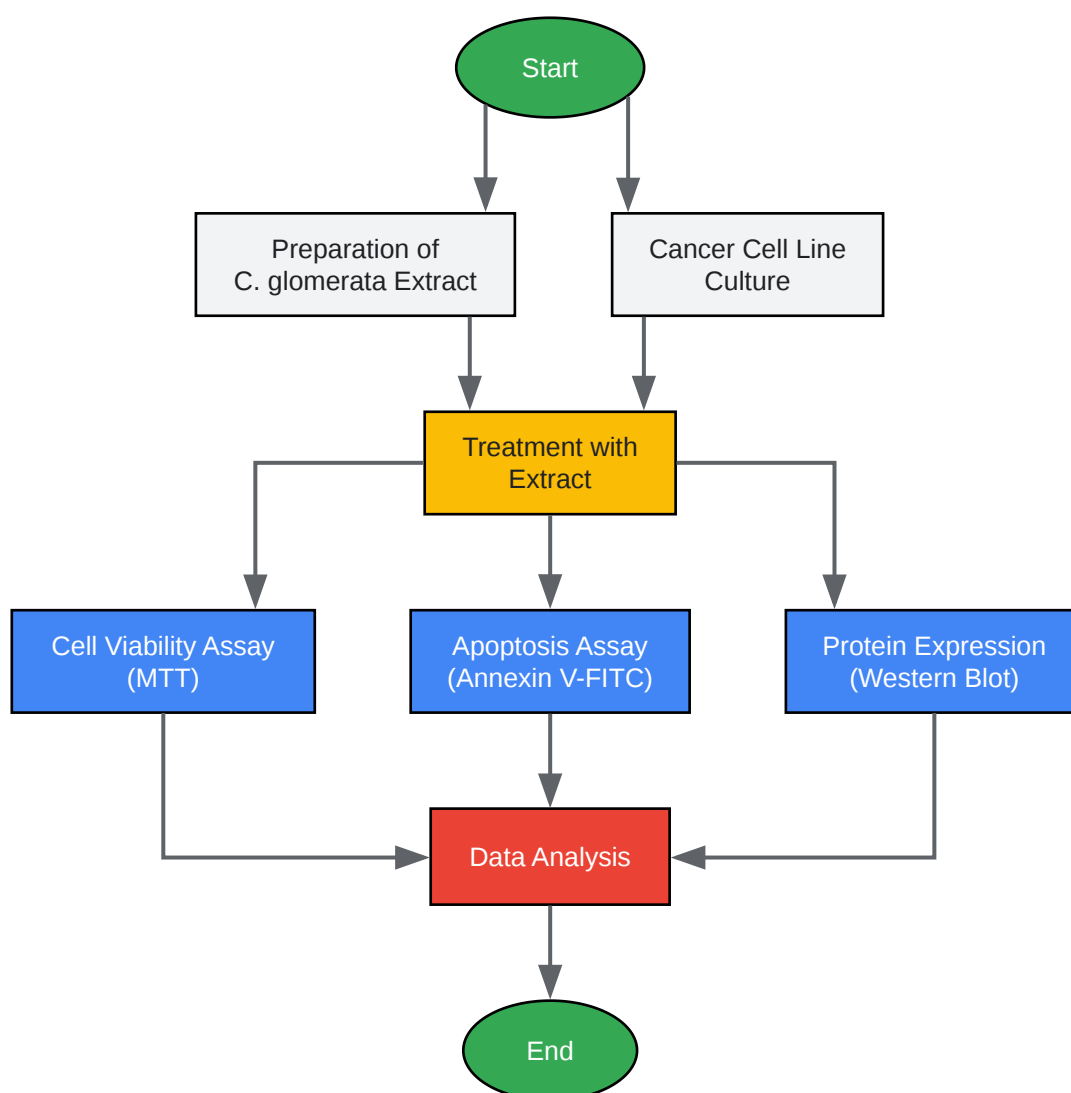 Start
Preparation of
C. glomerata Extract
Cancer Cell Line
Culture
Treatment with
Extract
Cell Viability Assay
(MTT)
Apoptosis Assay
(Annexin V-FITC)
Protein Expression
(Western Blot)
Data Analysis
End